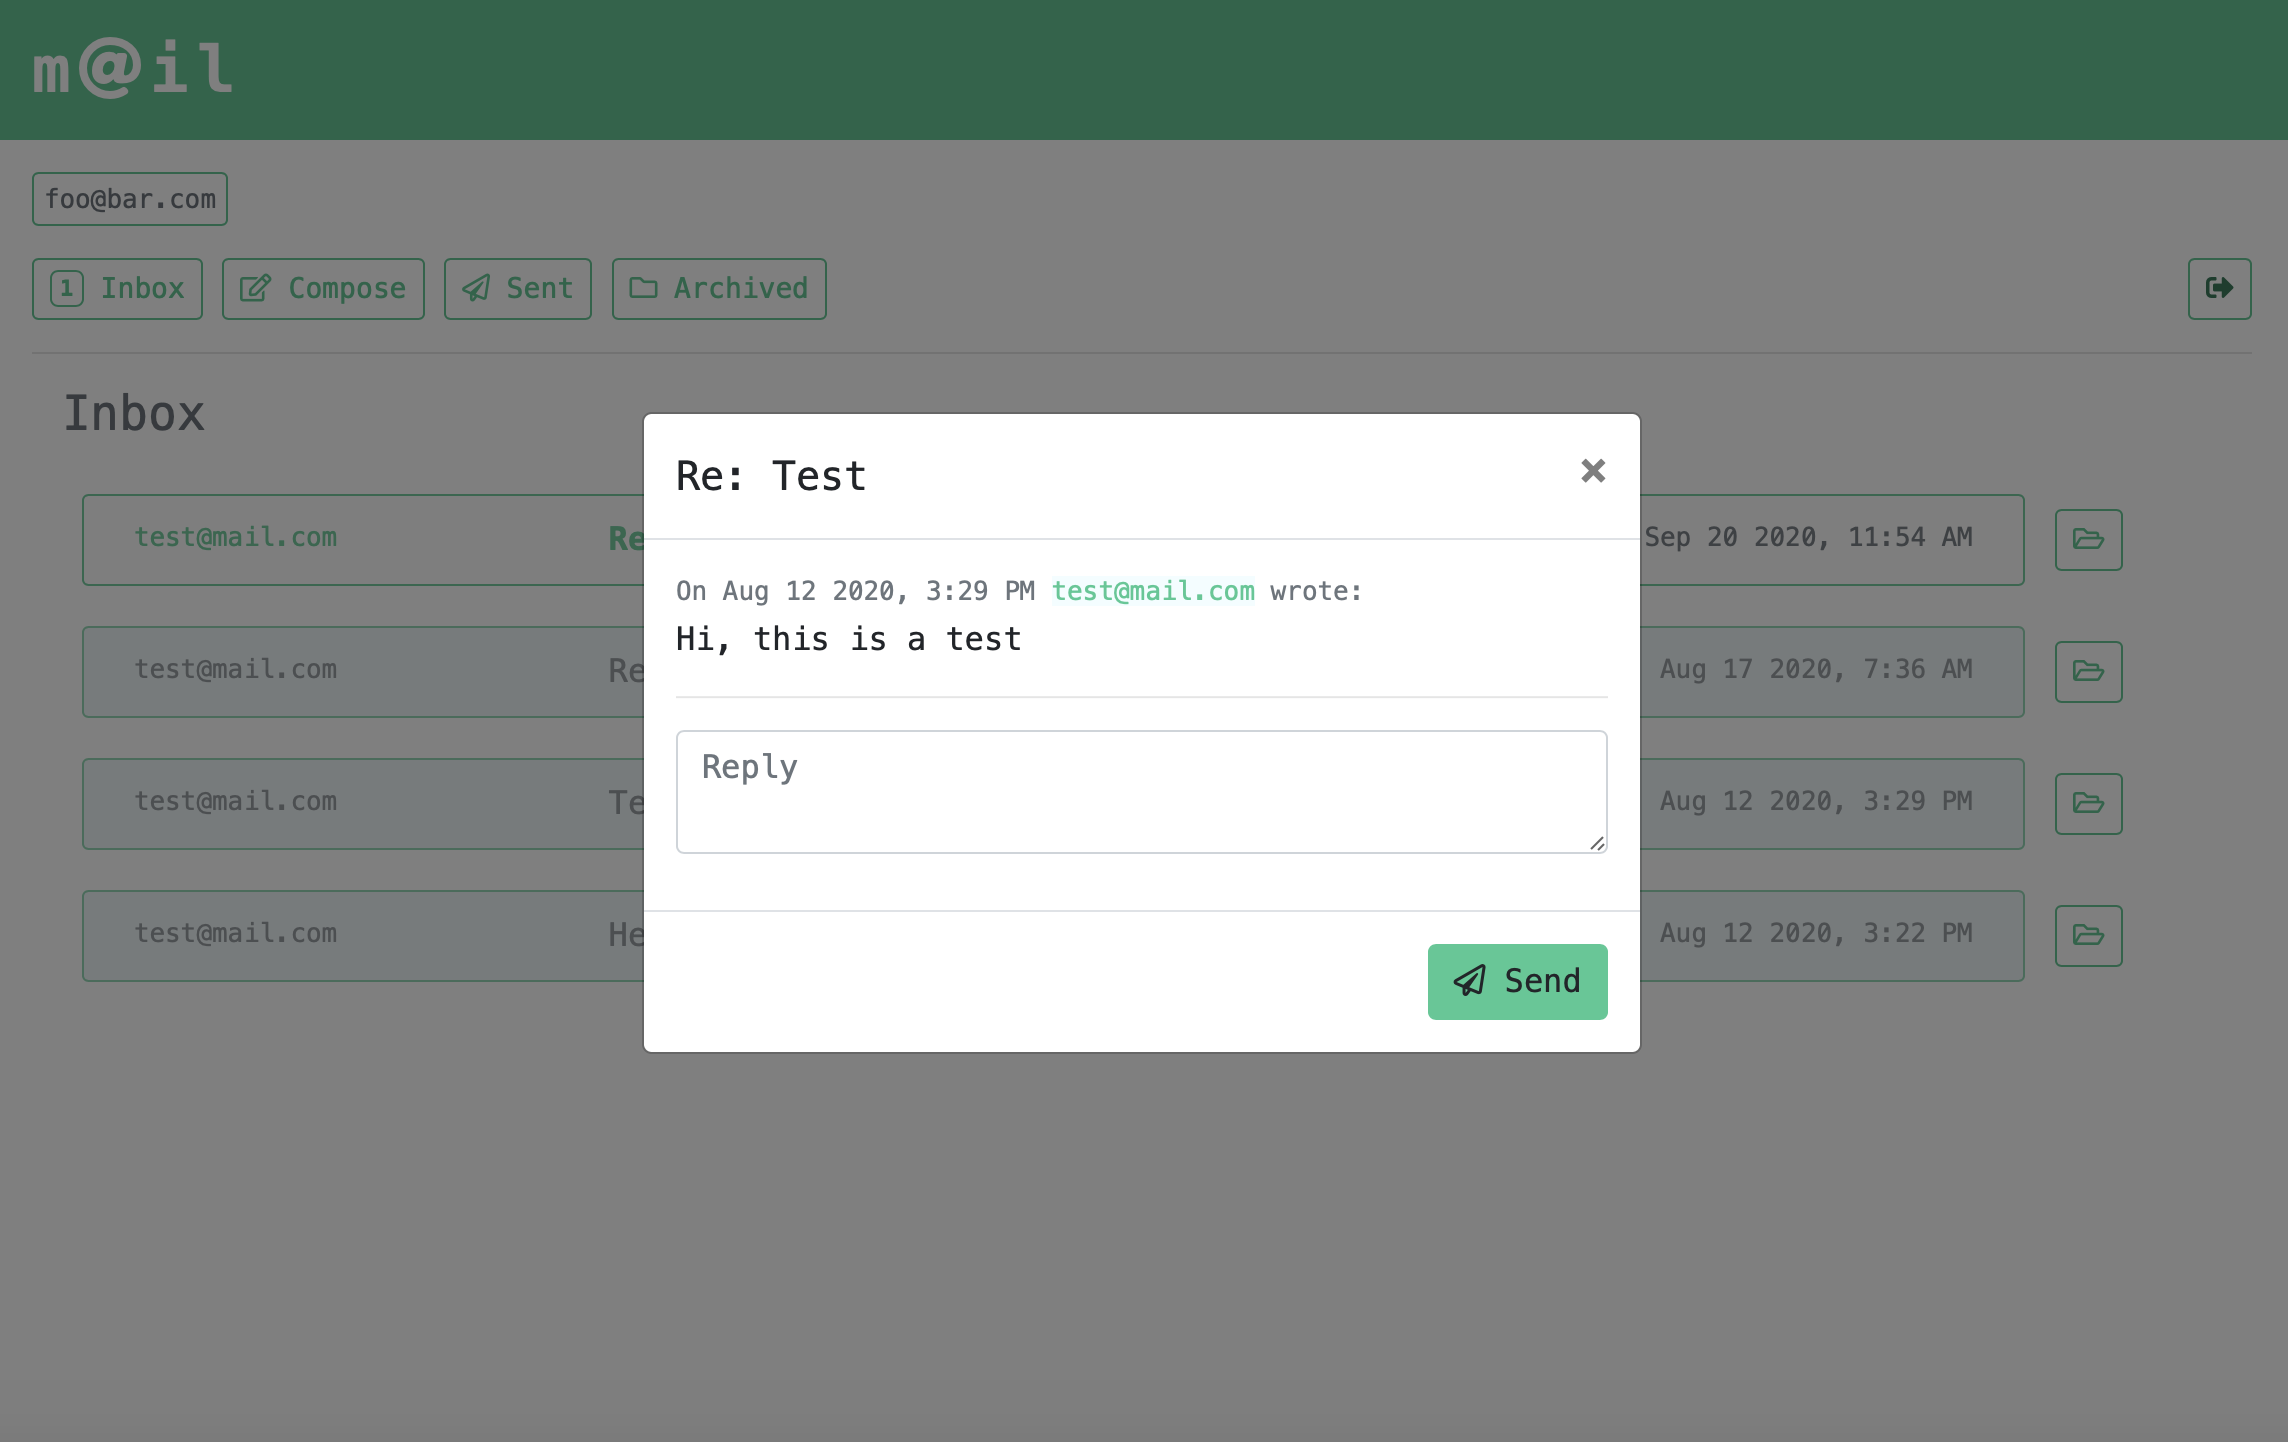 m@il
foo@bar.com
1 Inbox Compose Sent Archived
Inbox
Re: Test
test@mail.com Re Sep 20 2020, 11:54 AM
On Aug 12 2020, 3:29 PM test@mail.com wrote:
Hi, this is a test
test@mail.com Re Aug 17 2020, 7:36 AM
Reply
test@mail.com Te Aug 12 2020, 3:29 PM
test@mail.com He Aug 12 2020, 3:22 PM
Send